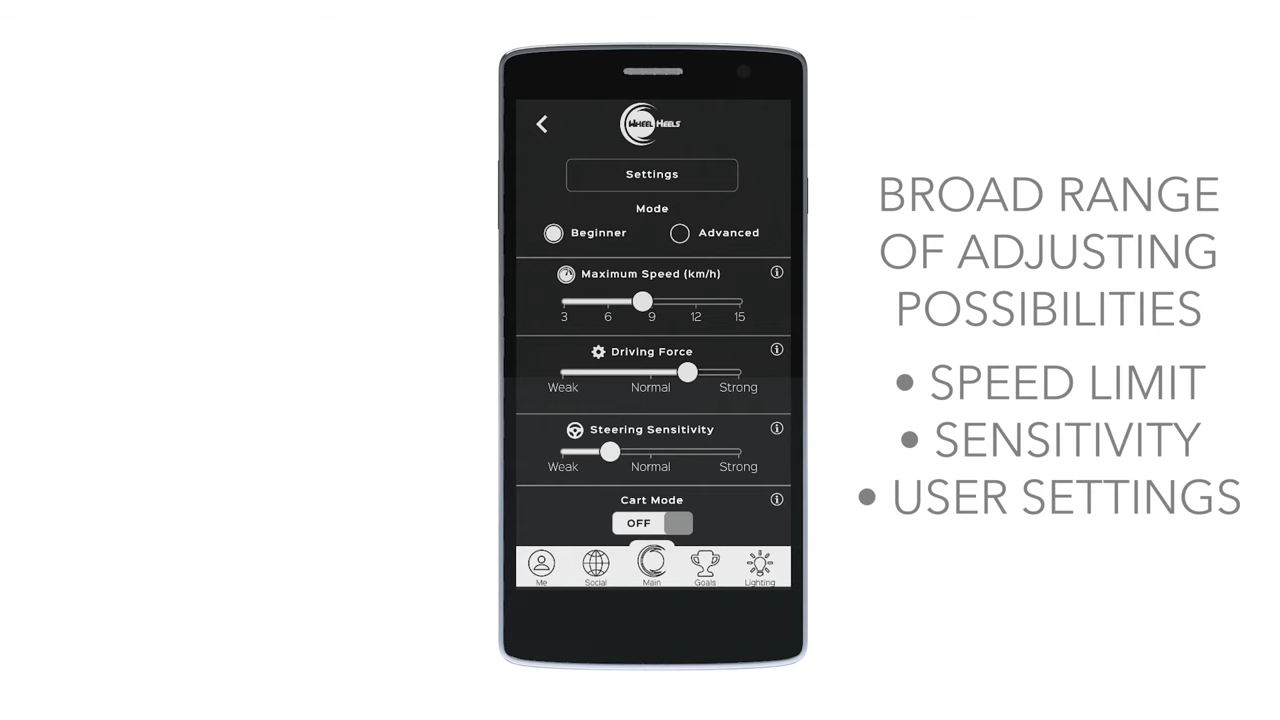 WHEEL HEELS
Settings
Mode
Beginner Advanced
Maximum Speed (km/h)
3 6 9 12 15
Driving Force
Weak Normal Strong
Steering Sensitivity
Weak Normal Strong
Cart Mode
OFF
Me Social Main Goals Lighting
BROAD RANGE
OF ADJUSTING
POSSIBILITIES
• SPEED LIMIT
• SENSITIVITY
• USER SETTINGS